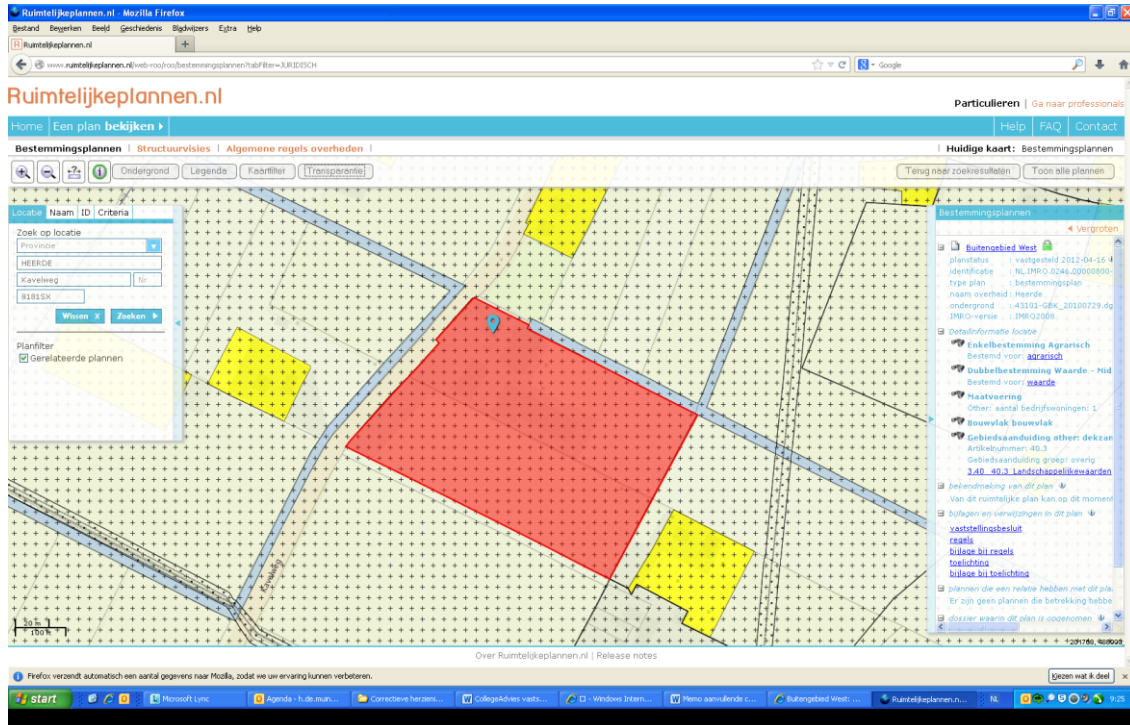 Ruimtelijkeplannen.nl - Mozilla Firefox
Bestand Bewerken Beeld Geschiedenis Bladwijzers Extra Help
Ruimtelijkeplannen.nl
www.ruimtelijkeplannen.nl/web-roo/roo/bestemmingsplannen?tabFilter=JURIDISCH
Google
Ruimtelijkeplannen.nl
Particulieren | Ga naar professionals
Home Een plan bekijken
Help FAQ Contact
Bestemmingsplannen | Structuurvisies | Algemene regels overheden |
Huidige kaart: Bestemmingsplannen
Ondergrond Legenda Kaartfilter Transparantie
Terug naar zoekresultaten Toon alle plannen
Locatie Naam ID Criteria
Zoek op locatie
Provincie
HEERDE
Kavelweg Nr
8181SX
Wissen X Zoeken
Planfilter
Gerelateerde plannen
Kavelweg
20 m
100 ft
Bestemmingsplannen
Vergroten
Buitengebied West
planstatus : vastgesteld 2012-04-16
identificatie : NL.IMRO.0246.00000800-
type plan : bestemmingsplan
naam overheid : Heerde
ondergrond : 43101-GBK_20100729.dg
IMRO-versie : IMRO2008
Detailinformatie locatie
Enkelbestemming Agrarisch
Bestemd voor: agrarisch
Dubbelbestemming Waarde - Mid
Bestemd voor: waarde
Maatvoering
Other: aantal bedrijfswoningen: 1
Bouwvlak bouwvlak
Gebiedsaanduiding other: dekzan
Artikelnummer: 40.3
Gebiedsaanduiding groep: overig
3.40 40.3 Landschappelijkewaarden
bekendmaking van dit plan
Van dit ruimtelijke plan kan op dit moment
bijlagen en verwijzingen in dit plan
vaststellingsbesluit
regels
bijlage bij regels
toelichting
bijlage bij toelichting
plannen die een relatie hebben met dit pla
Er zijn geen plannen die betrekking hebbe
dossier waarin dit plan is opgenomen
Over Ruimtelijkeplannen.nl | Release notes
Firefox verzendt automatisch een aantal gegevens naar Mozilla, zodat we uw ervaring kunnen verbeteren.
Kiezen wat ik deel
start
Microsoft Lync
Agenda - h.de.mun...
Correctieve herzieni...
CollegeAdvies vasts...
- Windows Intern...
Memo aanvullende c...
Buitengebied West: ...
Ruimtelijkeplannen.n...
NL
9:25